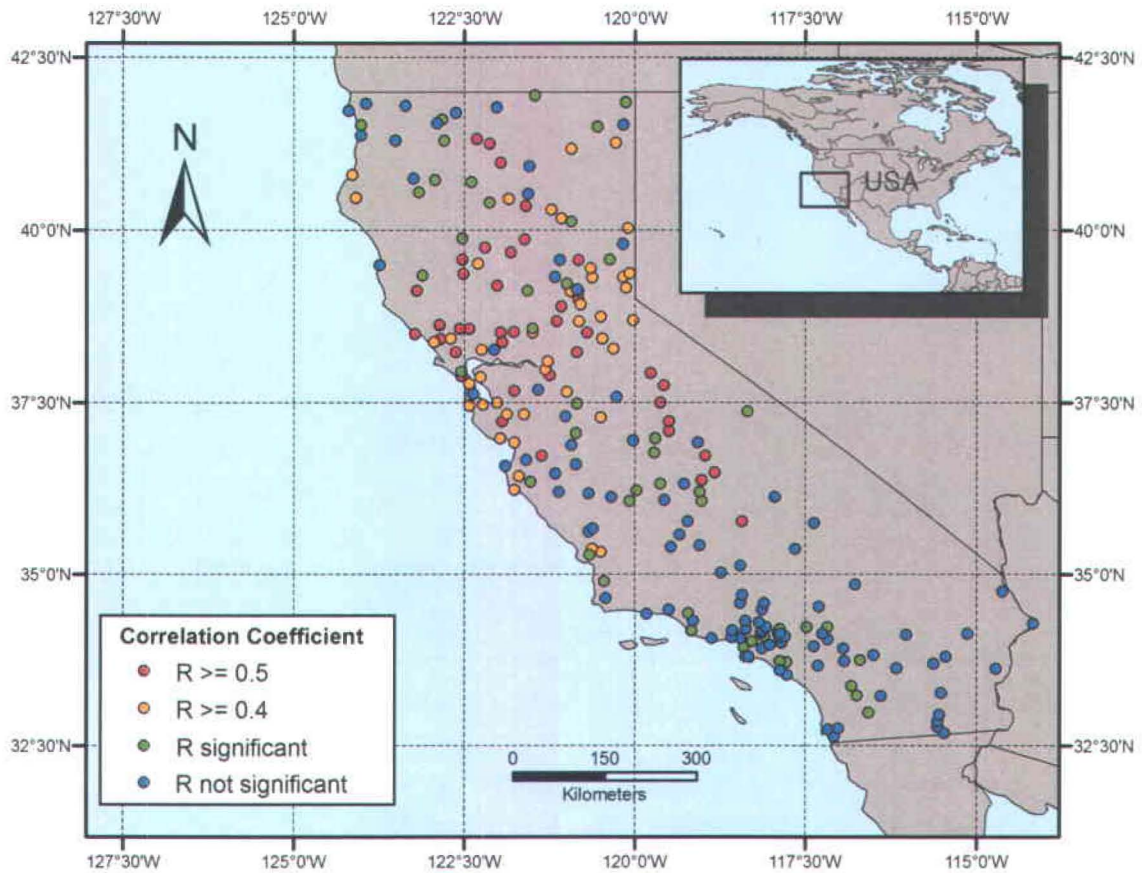 127°30'W 125°0'W 122°30'W 120°0'W 117°30'W 115°0'W
42°30'N 42°30'N
N
USA
40°0'N 40°0'N
37°30'N 37°30'N
35°0'N 35°0'N
Correlation Coefficient
R >= 0.5
R >= 0.4
R significant
R not significant
32°30'N 32°30'N
0 150 300
Kilometers
127°30'W 125°0'W 122°30'W 120°0'W 117°30'W 115°0'W